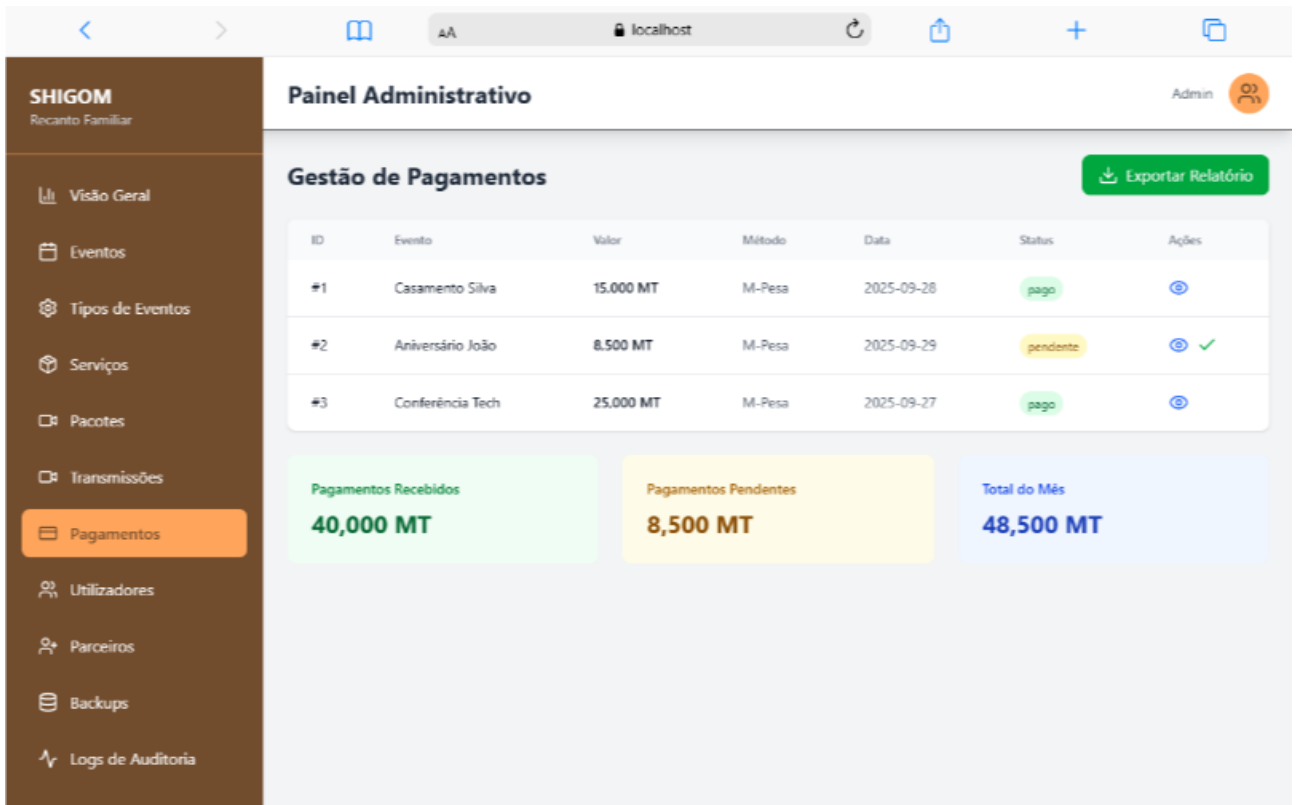 AA localhost
SHIGOM
Recanto Familiar
Visão Geral
Eventos
Tipos de Eventos
Serviços
Pacotes
Transmissões
Pagamentos
Utilizadores
Parceiros
Backups
Logs de Auditoria
Painel Administrativo
Admin
Gestão de Pagamentos
Exportar Relatório
ID Evento Valor Método Data Status Ações
#1 Casamento Silva 15.000 MT M-Pesa 2025-09-28 pago
#2 Aniversário João 8.500 MT M-Pesa 2025-09-29 pendente
#3 Conferência Tech 25.000 MT M-Pesa 2025-09-27 pago
Pagamentos Recebidos
40,000 MT
Pagamentos Pendentes
8,500 MT
Total do Mês
48,500 MT